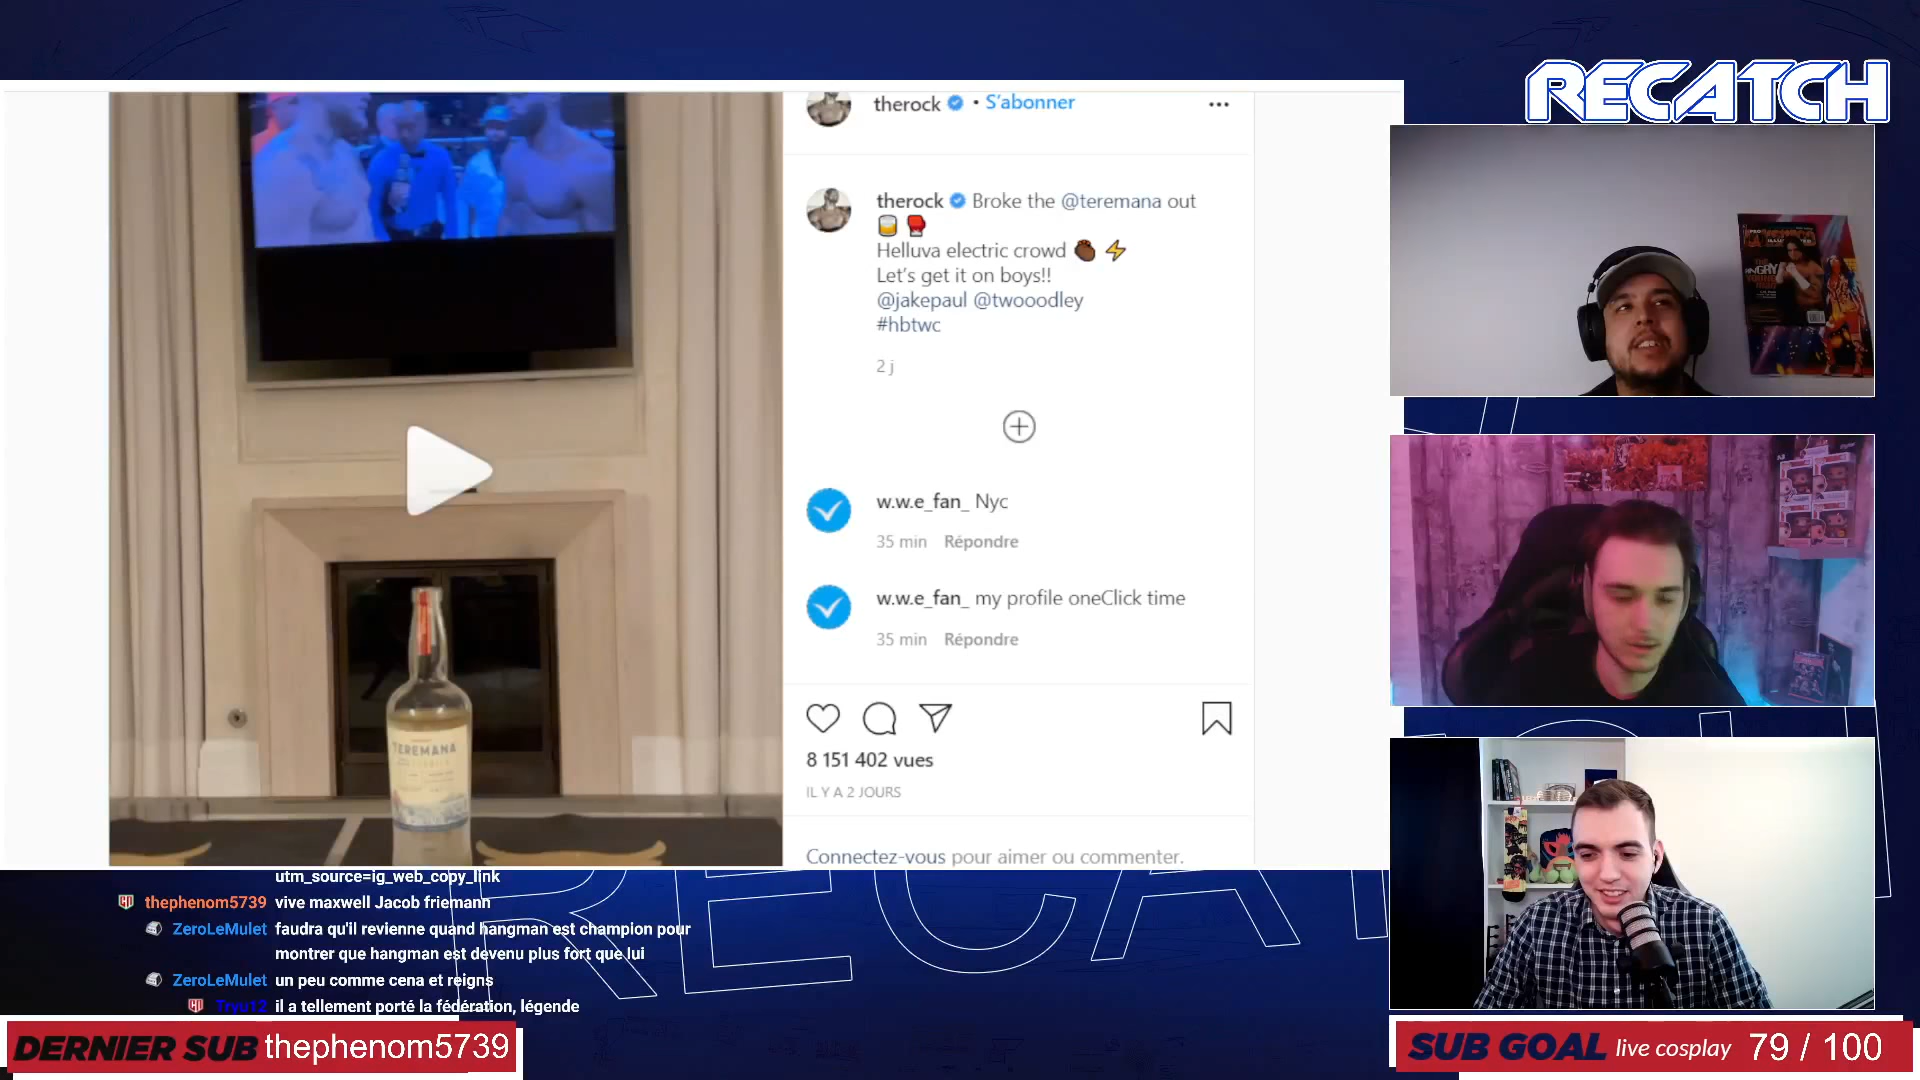 RECATCH
therock • S'abonner
therock Broke the @teremana out
Helluva electric crowd
Let's get it on boys!!
@jakepaul @twooodley
#hbtwc
2 j
w.w.e_fan_ Nyc
35 min Répondre
w.w.e_fan_ my profile oneClick time
35 min Répondre
8 151 402 vues
IL Y A 2 JOURS
Connectez-vous pour aimer ou commenter.
TEREMANA
utm_source=ig_web_copy_link
thephenom5739 vive maxwell Jacob friemann
ZeroLeMulet faudra qu'il revienne quand hangman est champion pour
montrer que hangman est devenu plus fort que lui
ZeroLeMulet un peu comme cena et reigns
Tryu12 il a tellement porté la fédération, légende
DERNIER SUB thephenom5739
SUB GOAL live cosplay 79 / 100